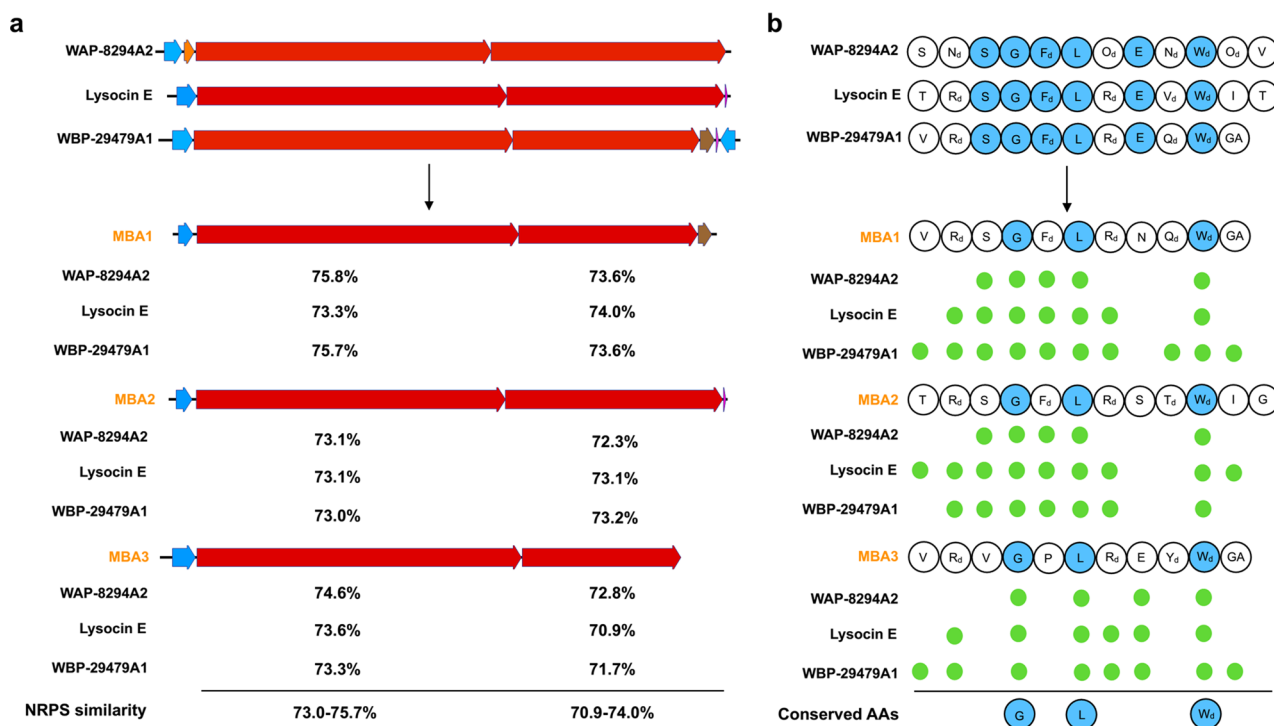 a
WAP-8294A2
Lysocin E
WBP-29479A1
MBA1
WAP-8294A2 75.8% 73.6%
Lysocin E 73.3% 74.0%
WBP-29479A1 75.7% 73.6%
MBA2
WAP-8294A2 73.1% 72.3%
Lysocin E 73.1% 73.1%
WBP-29479A1 73.0% 73.2%
MBA3
WAP-8294A2 74.6% 72.8%
Lysocin E 73.6% 70.9%
WBP-29479A1 73.3% 71.7%
NRPS similarity 73.0-75.7% 70.9-74.0%
b
WAP-8294A2 S Nd S G Fd L Od E Nd Wd Od V
Lysocin E T Rd S G Fd L Rd E Vd Wd I T
WBP-29479A1 V Rd S G Fd L Rd E Qd Wd GA
MBA1 V Rd S G Fd L Rd N Qd Wd GA
WAP-8294A2
Lysocin E
WBP-29479A1
MBA2 T Rd S G Fd L Rd S Td Wd I G
WAP-8294A2
Lysocin E
WBP-29479A1
MBA3 V Rd V G P L Rd E Yd Wd GA
WAP-8294A2
Lysocin E
WBP-29479A1
Conserved AAs G L Wd